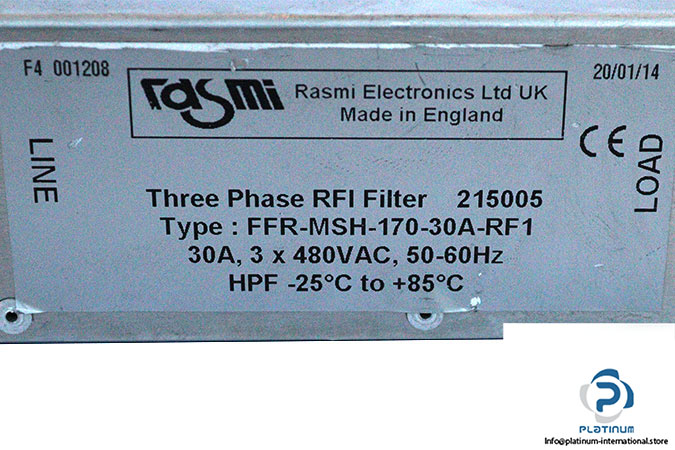 F4 001208
rasmi
Rasmi Electronics Ltd UK
Made in England
20/01/14
CE
LINE
LOAD
Three Phase RFI Filter 215005
Type : FFR-MSH-170-30A-RF1
30A, 3 x 480VAC, 50-60Hz
HPF -25°C to +85°C
PLATINUM
Info@platinum-international.store